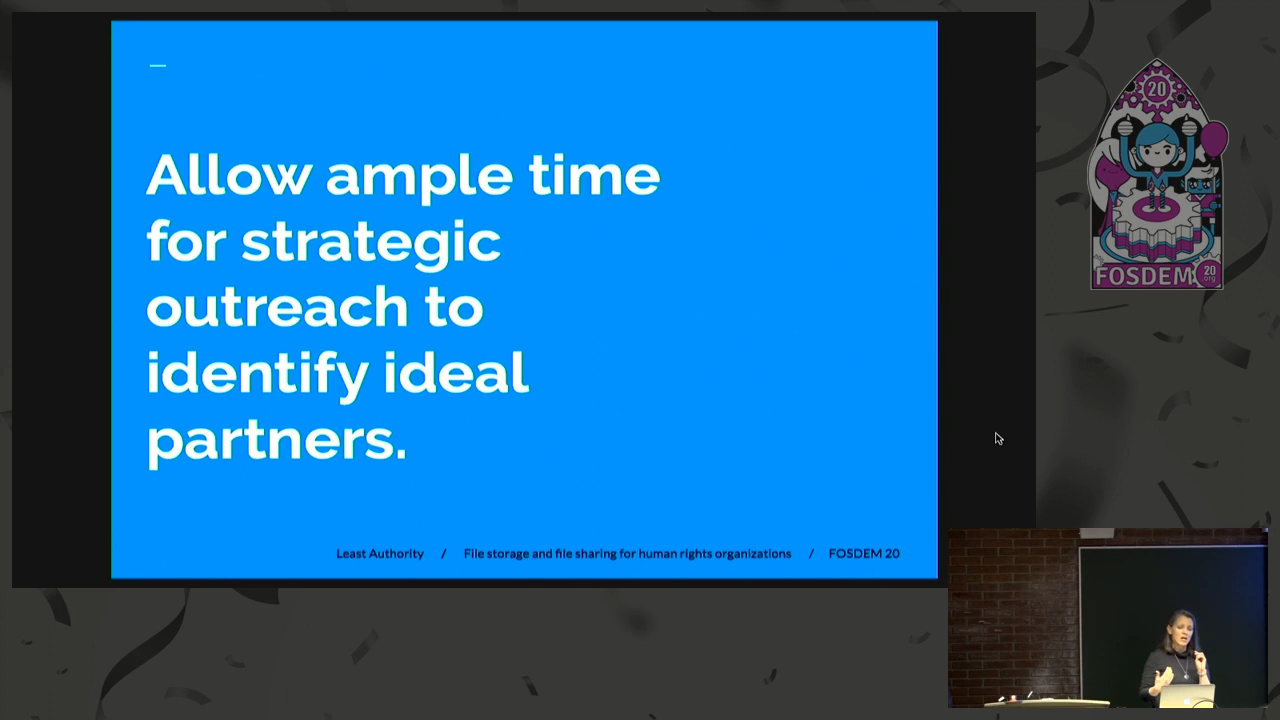 Allow ample time
for strategic
outreach to
identify ideal
partners.
Least Authority / File storage and file sharing for human rights organizations / FOSDEM 20
20
FOSDEM
20
.org